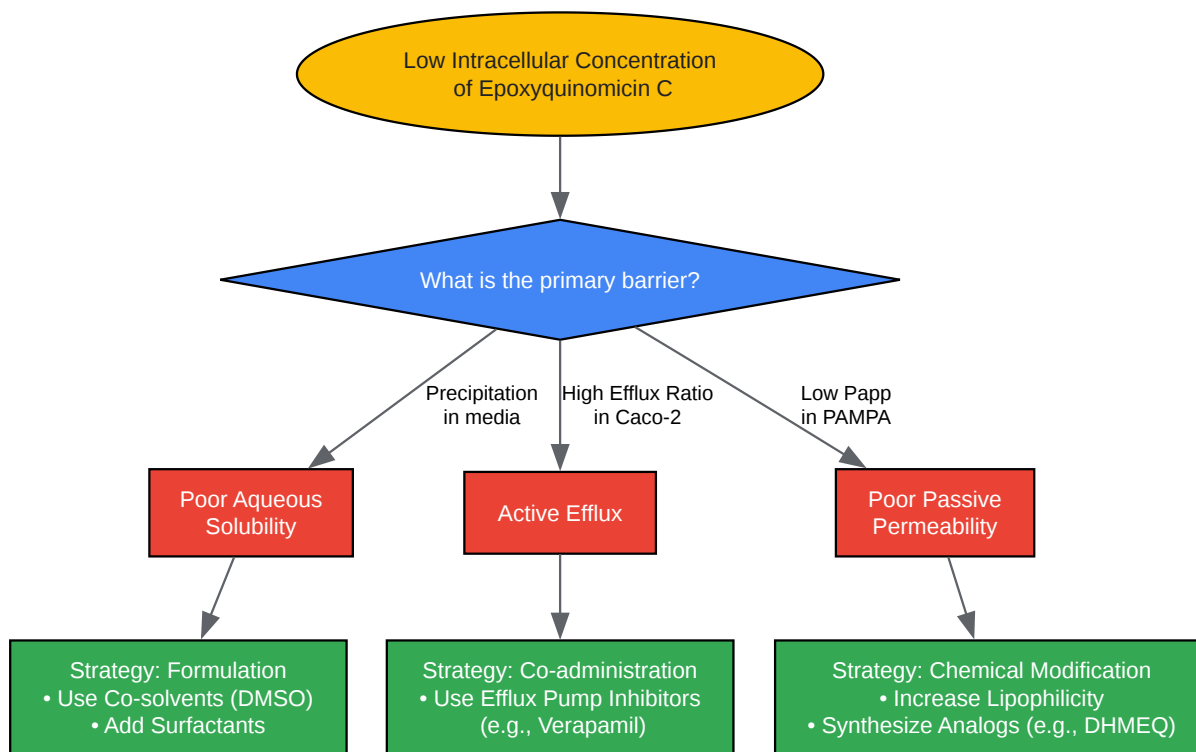 Low Intracellular Concentration
of Epoxyquinomicin C
What is the primary barrier?
Precipitation
in media
High Efflux Ratio
in Caco-2
Low Papp
in PAMPA
Poor Aqueous
Solubility
Active Efflux
Poor Passive
Permeability
Strategy: Formulation
• Use Co-solvents (DMSO)
• Add Surfactants
Strategy: Co-administration
• Use Efflux Pump Inhibitors
(e.g., Verapamil)
Strategy: Chemical Modification
• Increase Lipophilicity
• Synthesize Analogs (e.g., DHMEQ)